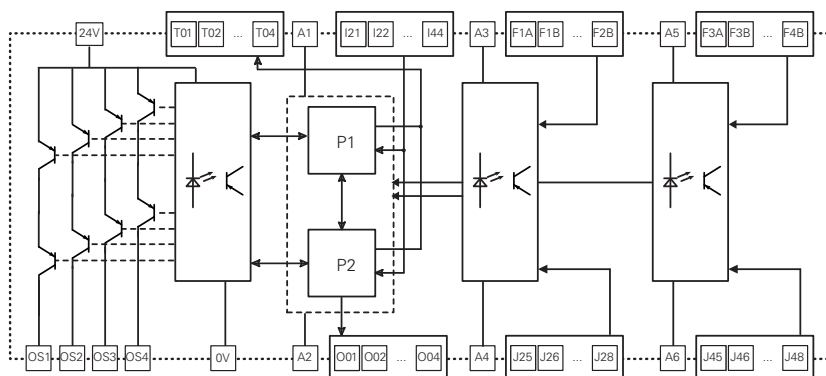 24V T01 T02 ... T04 A1 I21 I22 ... I44 A3 F1A F1B ... F2B A5 F3A F3B ... F4B
P1
P2
OS1 OS2 OS3 OS4 0V A2 O01 O02 ... O04 A4 J25 J26 ... J28 A6 J45 J46 ... J48